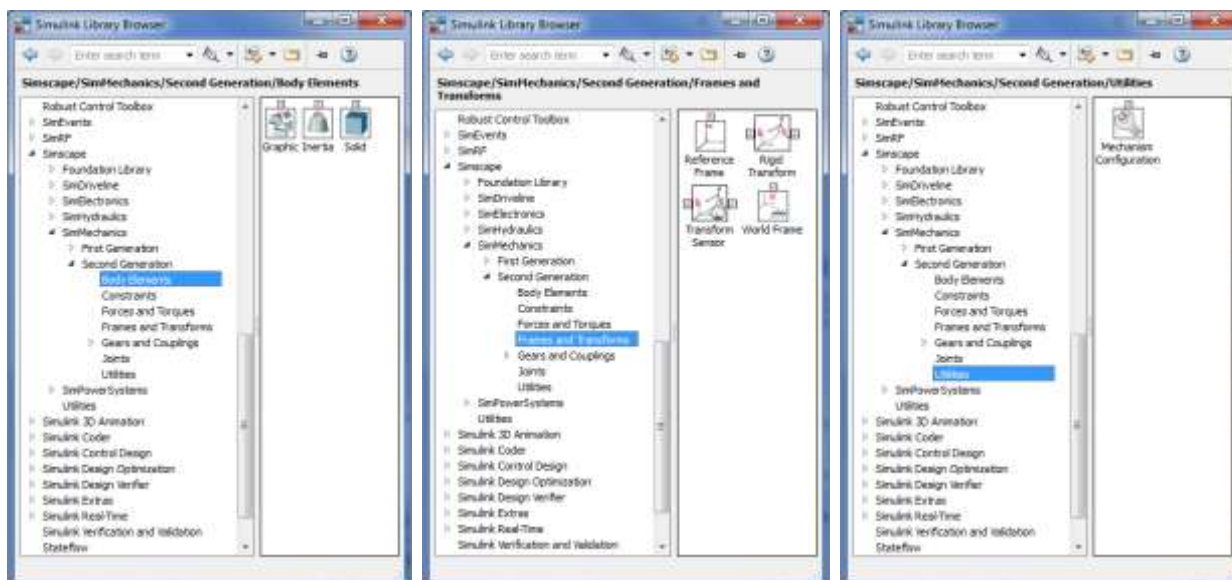 Simulink Library Browser
Enter search term
Simscape/SimMechanics/Second Generation/Body Elements
Robust Control Toolbox
SimEvents
SimRF
Simscape
Foundation Library
SimDriveline
SimElectronics
SimHydraulics
SimMechanics
First Generation
Second Generation
Body Elements
Constraints
Forces and Torques
Frames and Transforms
Gears and Couplings
Joints
Utilities
SimPowerSystems
Utilities
Simulink 3D Animation
Simulink Coder
Simulink Control Design
Simulink Design Optimization
Simulink Design Verifier
Simulink Extras
Simulink Real-Time
Simulink Verification and Validation
Stateflow
Graphic Inertia Solid
Simulink Library Browser
Enter search term
Simscape/SimMechanics/Second Generation/Frames and
Transforms
Robust Control Toolbox
SimEvents
SimRF
Simscape
Foundation Library
SimDriveline
SimElectronics
SimHydraulics
SimMechanics
First Generation
Second Generation
Body Elements
Constraints
Forces and Torques
Frames and Transforms
Gears and Couplings
Joints
Utilities
SimPowerSystems
Utilities
Simulink 3D Animation
Simulink Coder
Simulink Control Design
Simulink Design Optimization
Simulink Design Verifier
Simulink Extras
Simulink Real-Time
Simulink Verification and Validation
Reference Rigid
Frame Transform
Transform World Frame
Sensor
Simulink Library Browser
Enter search term
Simscape/SimMechanics/Second Generation/Utilities
Robust Control Toolbox
SimEvents
SimRF
Simscape
Foundation Library
SimDriveline
SimElectronics
SimHydraulics
SimMechanics
First Generation
Second Generation
Body Elements
Constraints
Forces and Torques
Frames and Transforms
Gears and Couplings
Joints
Utilities
SimPowerSystems
Utilities
Simulink 3D Animation
Simulink Coder
Simulink Control Design
Simulink Design Optimization
Simulink Design Verifier
Simulink Extras
Simulink Real-Time
Simulink Verification and Validation
Stateflow
Mechanism
Configuration